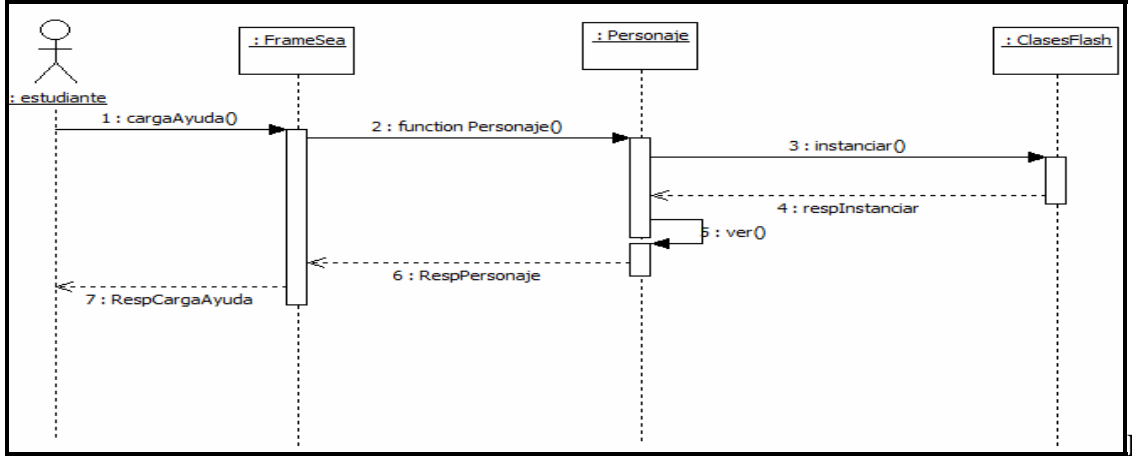 : FrameSea
: Personaje
: ClasesFlash
: estudiante
1 : cargaAyuda()
2 : function Personaje()
3 : instanciar()
4 : respInstanciar
5 : ver()
6 : RespPersonaje
7 : RespCargaAyuda